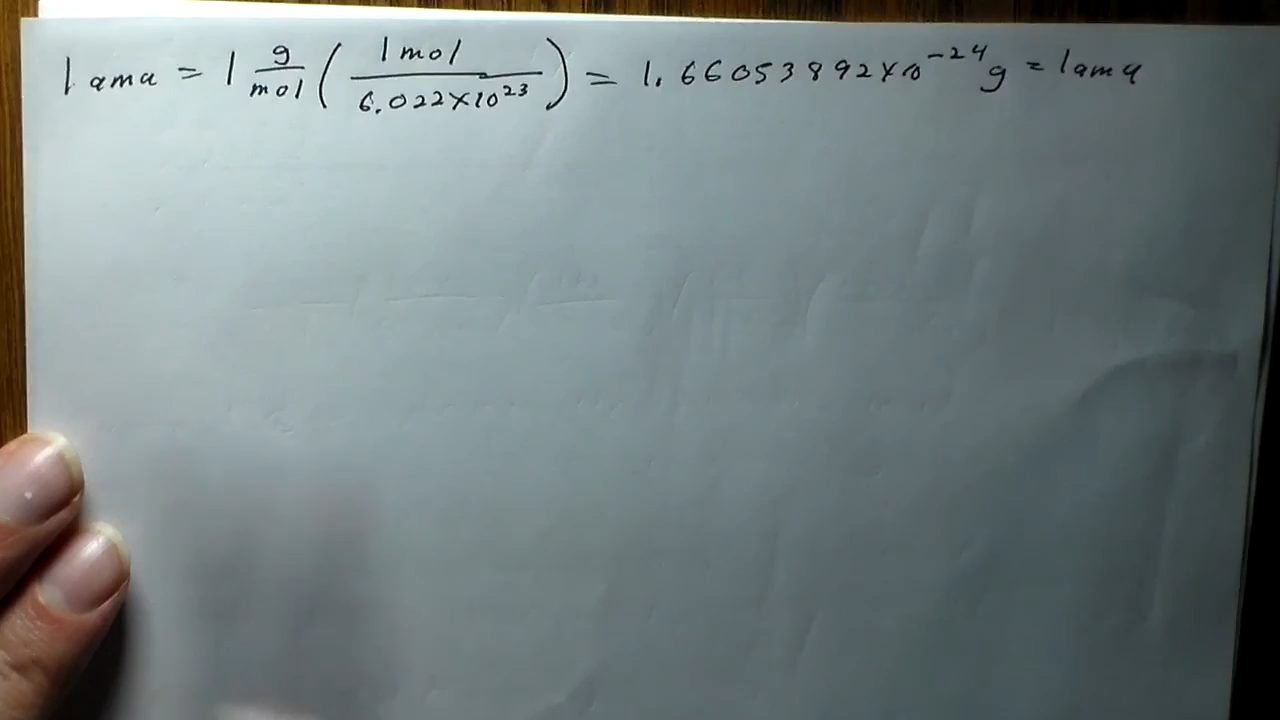 1 amu = 1 g/mol ( 1 mol / 6.022×10²³ ) = 1.66053892×10⁻²⁴ g = 1 amu